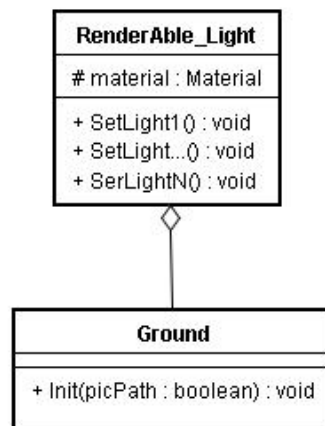 RenderAble_Light
# material : Material
+ SetLight1() : void
+ SetLight...() : void
+ SerLightN() : void
Ground
+ Init(picPath : boolean) : void